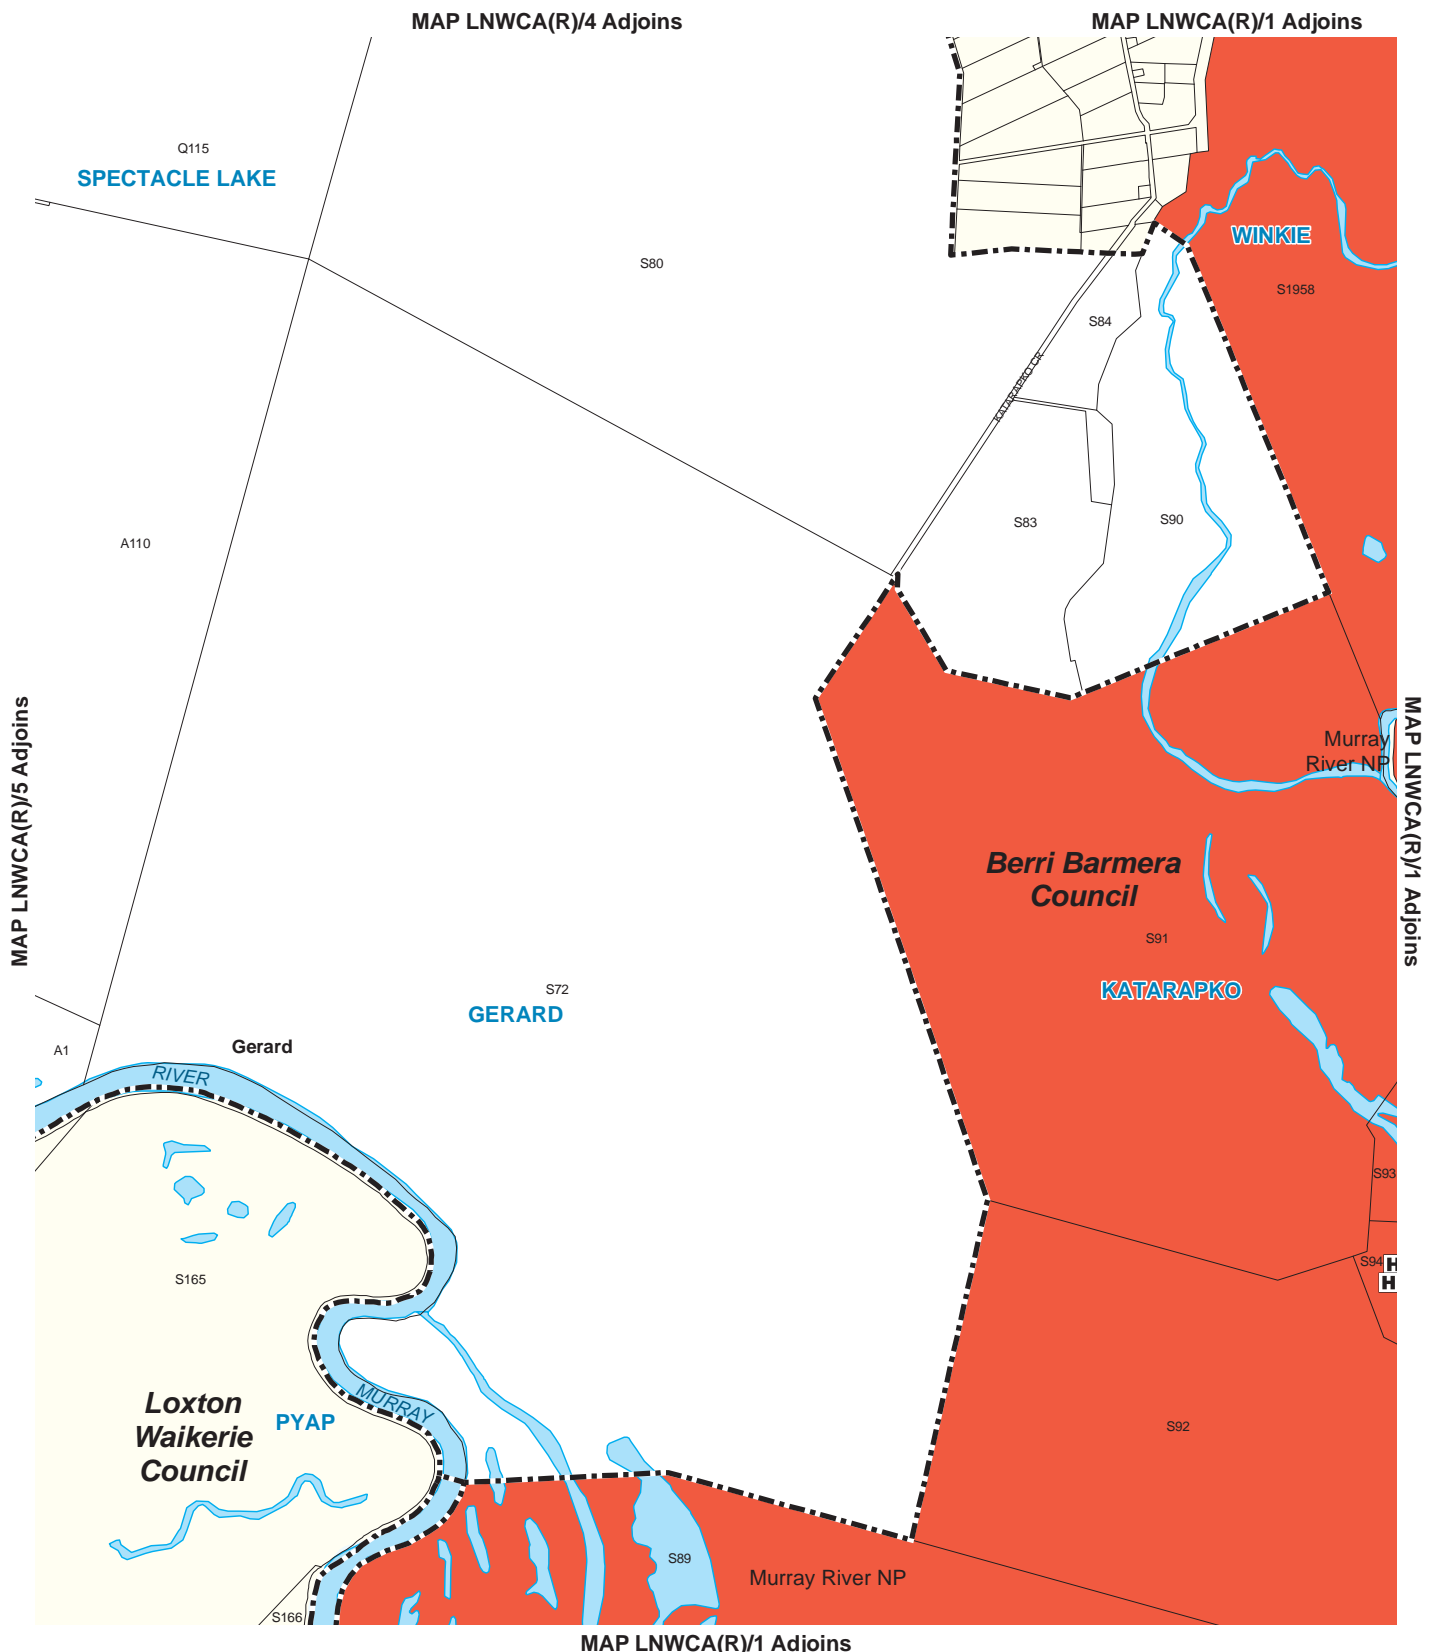 MAP LNWCA(R)/4 Adjoins
MAP LNWCA(R)/1 Adjoins
Q115
SPECTACLE LAKE
WINKIE
S80
S1958
S84
KATARAPKO CR
S83
S90
A110
MAP LNWCA(R)/5 Adjoins
MAP LNWCA(R)/1 Adjoins
Murray
River NP
Berri Barmera
Council
S91
KATARAPKO
S72
GERARD
Gerard
A1
RIVER
S93
S94
H
H
S165
Loxton
Waikerie
Council
PYAP
MURRAY
S92
S89
Murray River NP
S166
MAP LNWCA(R)/1 Adjoins